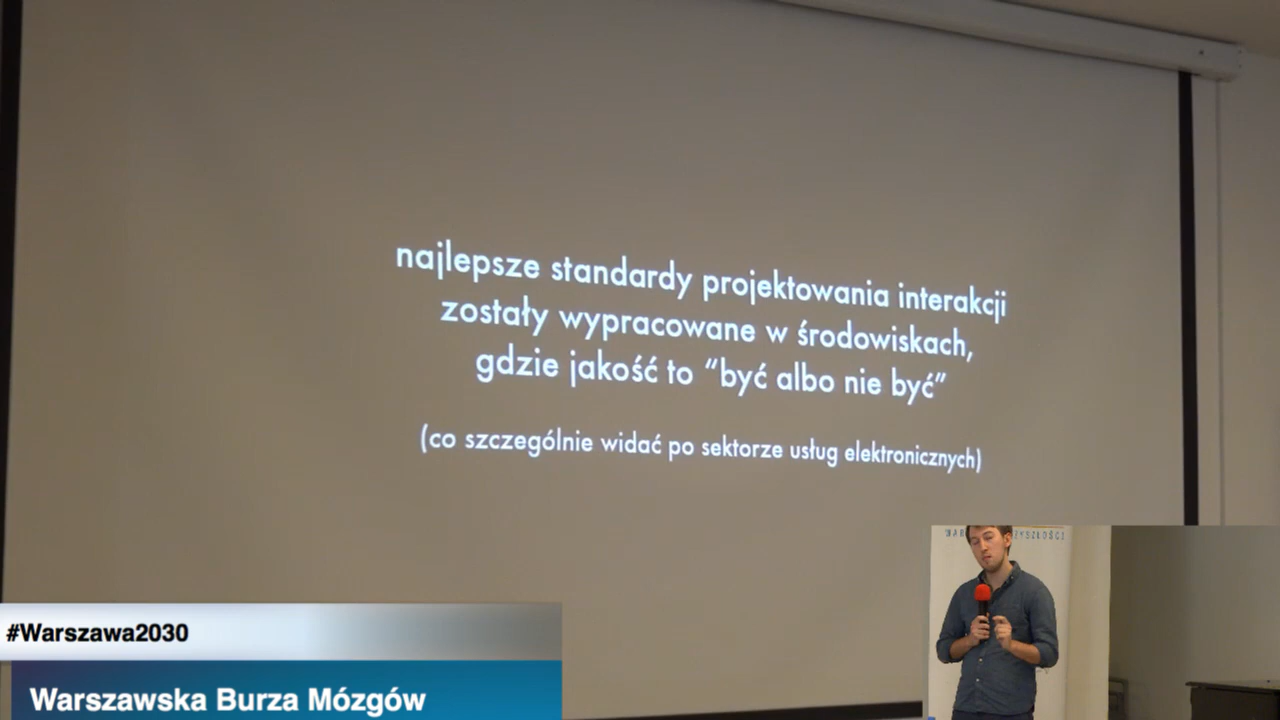 najlepsze standardy projektowania interakcji
zostały wypracowane w środowiskach,
gdzie jakość to “być albo nie być”
(co szczególnie widać po sektorze usług elektronicznych)
#Warszawa2030
Warszawska Burza Mózgów